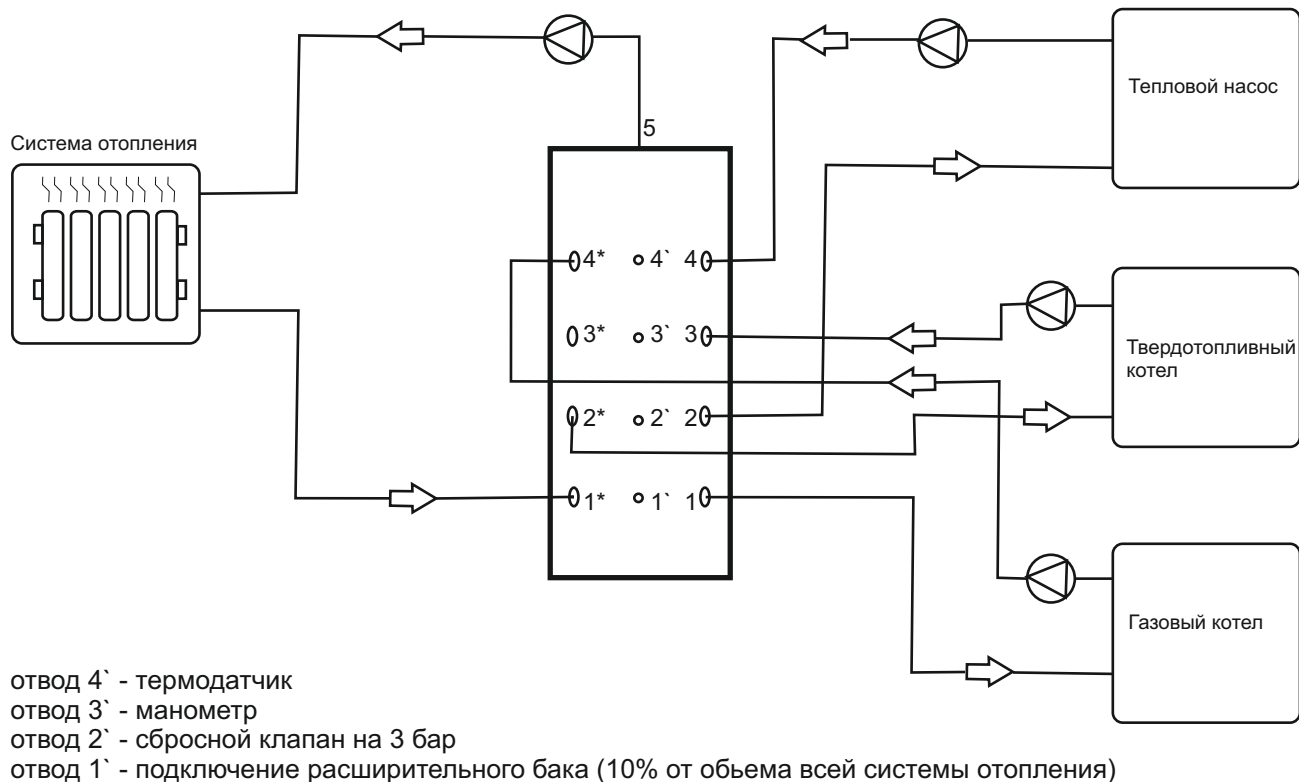 Тепловой насос
5
Система отопления
4* 4` 4
3* 3` 3
Твердотопливный
котел
2* 2` 2
1* 1` 1
Газовый котел
отвод 4` - термодатчик
отвод 3` - манометр
отвод 2` - сбросной клапан на 3 бар
отвод 1` - подключение расширительного бака (10% от обьема всей системы отопления)